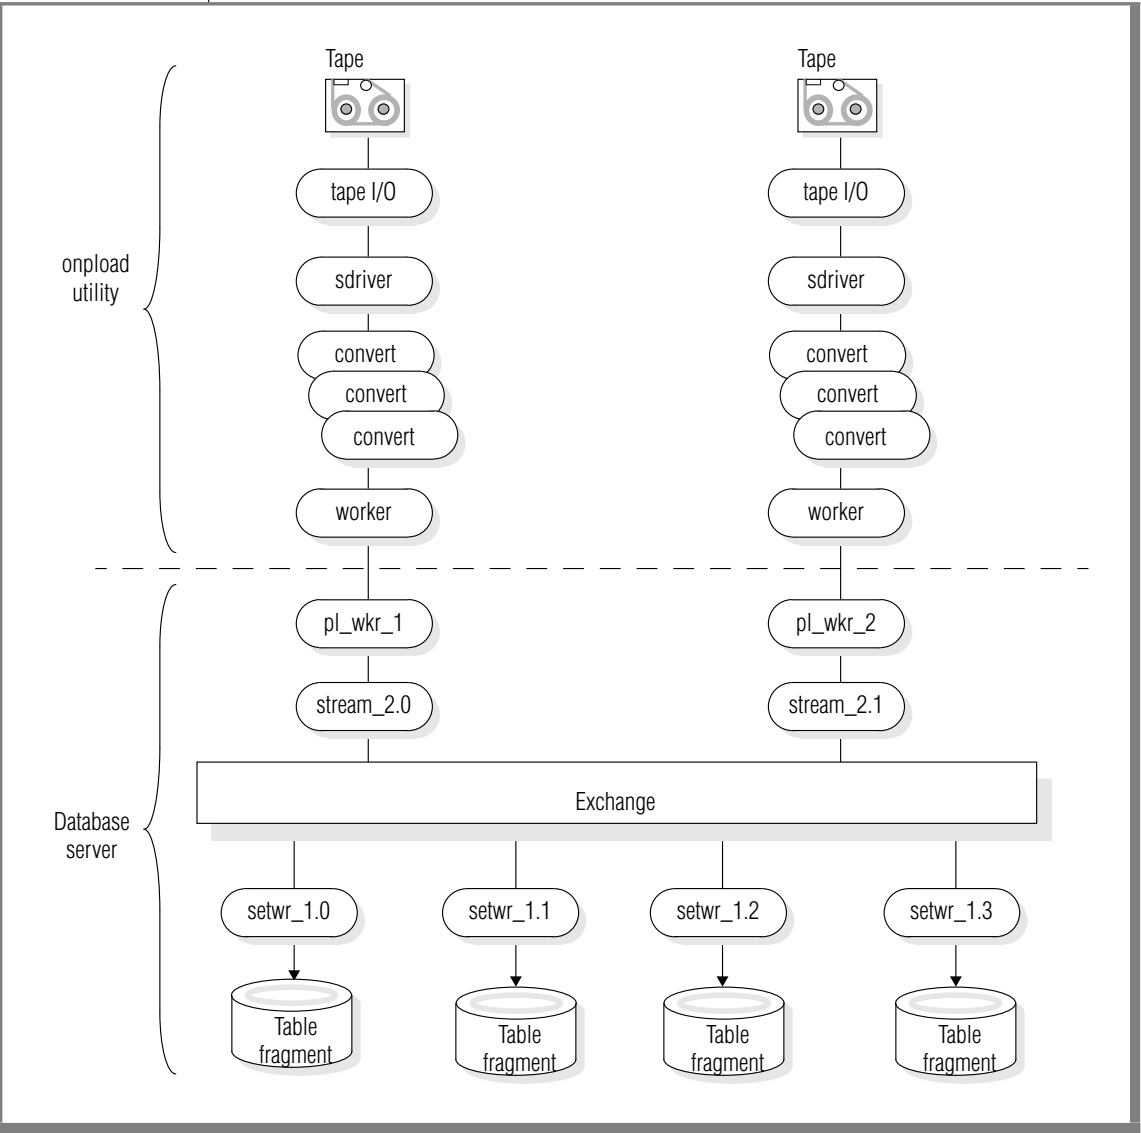 Tape
Tape
tape I/O
tape I/O
onpload
utility
sdriver
sdriver
convert
convert
convert
convert
convert
convert
worker
worker
pl_wkr_1
pl_wkr_2
stream_2.0
stream_2.1
Exchange
Database
server
setwr_1.0
setwr_1.1
setwr_1.2
setwr_1.3
Table
fragment
Table
fragment
Table
fragment
Table
fragment